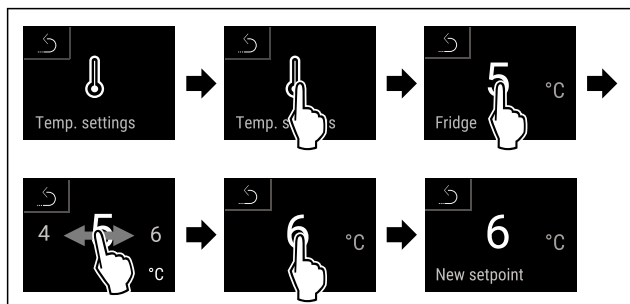 Temp. settings
Temp. s s
5 °C
Fridge
4 5 6
°C
6 °C
6 °C
New setpoint